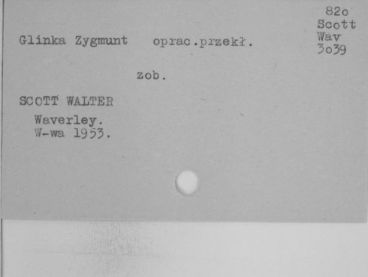 820
Scott
Wav
3039
Glinka Zygmunt oprac.przekł.
zob.
SCOTT WALTER
Waverley.
W-wa 1953.